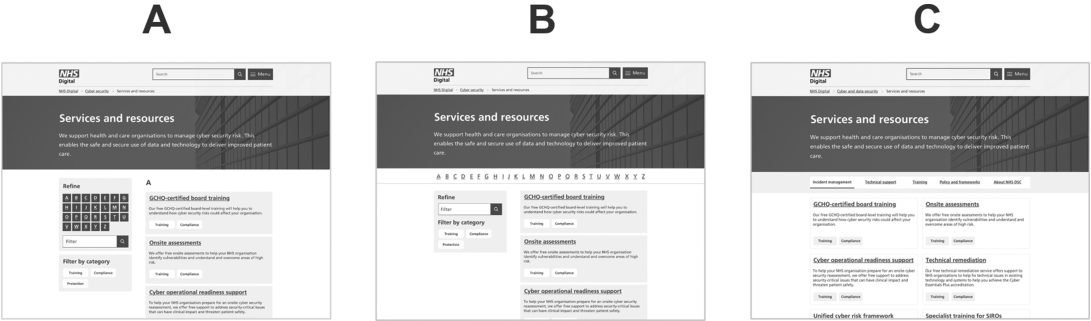 A
B
C
NHS
Digital
Search
Menu
NHS Digital
Cyber security
Services and resources
Services and resources
We support health and care organisations to manage cyber security risk. This
enables the safe and secure use of data and technology to deliver improved patient
care.
Refine
A B C D E F G
H I J K L M N
O P Q R S T U
V W X Y Z
Filter
Filter by category
Training Compliance
Protection
A
GCHQ-certified board training
Our free GCHQ-certified board-level training will help you to
understand how cyber security risks could affect your organisation.
Training Compliance
Onsite assessments
We offer free onsite assessments to help your NHS organisation
identify vulnerabilities and understand and overcome areas of high
risk.
Training Compliance
Cyber operational readiness support
To help your NHS organisation prepare for an onsite cyber security
reassessment, we offer free support to address critical issues
that can have clinical impact and threaten patient safety.
NHS
Digital
Search
Menu
NHS Digital
Cyber security
Services and resources
Services and resources
We support health and care organisations to manage cyber security risk. This
enables the safe and secure use of data and technology to deliver improved patient
care.
A B C D E F G H I J K L M N O P Q R S T U V W X Y Z
Refine
Filter
Filter by category
Training Compliance
Protection
GCHQ-certified board training
Our free GCHQ-certified board-level training will help you to
understand how cyber security risks could affect your organisation.
Training Compliance
Onsite assessments
We offer free onsite assessments to help your NHS organisation
identify vulnerabilities and understand and overcome areas of high
risk.
Training Compliance
Cyber operational readiness support
To help your NHS organisation prepare for an onsite cyber security
reassessment, we offer free support to address critical issues
that can have clinical impact and threaten patient safety.
NHS
Digital
Search
Menu
NHS Digital
Cyber and data security
Services and resources
Services and resources
We support health and care organisations to manage cyber security risk. This
enables the safe and secure use of data and technology to deliver improved patient
care.
Incident management Technical support Training Policy and frameworks About NHS DSC
GCHQ-certified board training
Our free GCHQ-certified board-level training will help you
to understand how cyber security risks could affect your
organisation.
Training Compliance
Onsite assessments
We offer free onsite assessments to help your NHS
organisation identify vulnerabilities and understand and
overcome areas of high risk.
Training Compliance
Cyber operational readiness support
To help your NHS organisation prepare for an onsite cyber
security reassessment, we offer free support to address
critical issues that can have clinical impact and
threaten patient safety.
Training Compliance
Technical remediation
Our free technical remediation service offers support to
NHS organisations to help fix technical issues in existing
technology and systems to help you achieve the Cyber
Essentials Plus accreditation.
Training Compliance
Unified cyber risk framework
Specialist training for SIROs